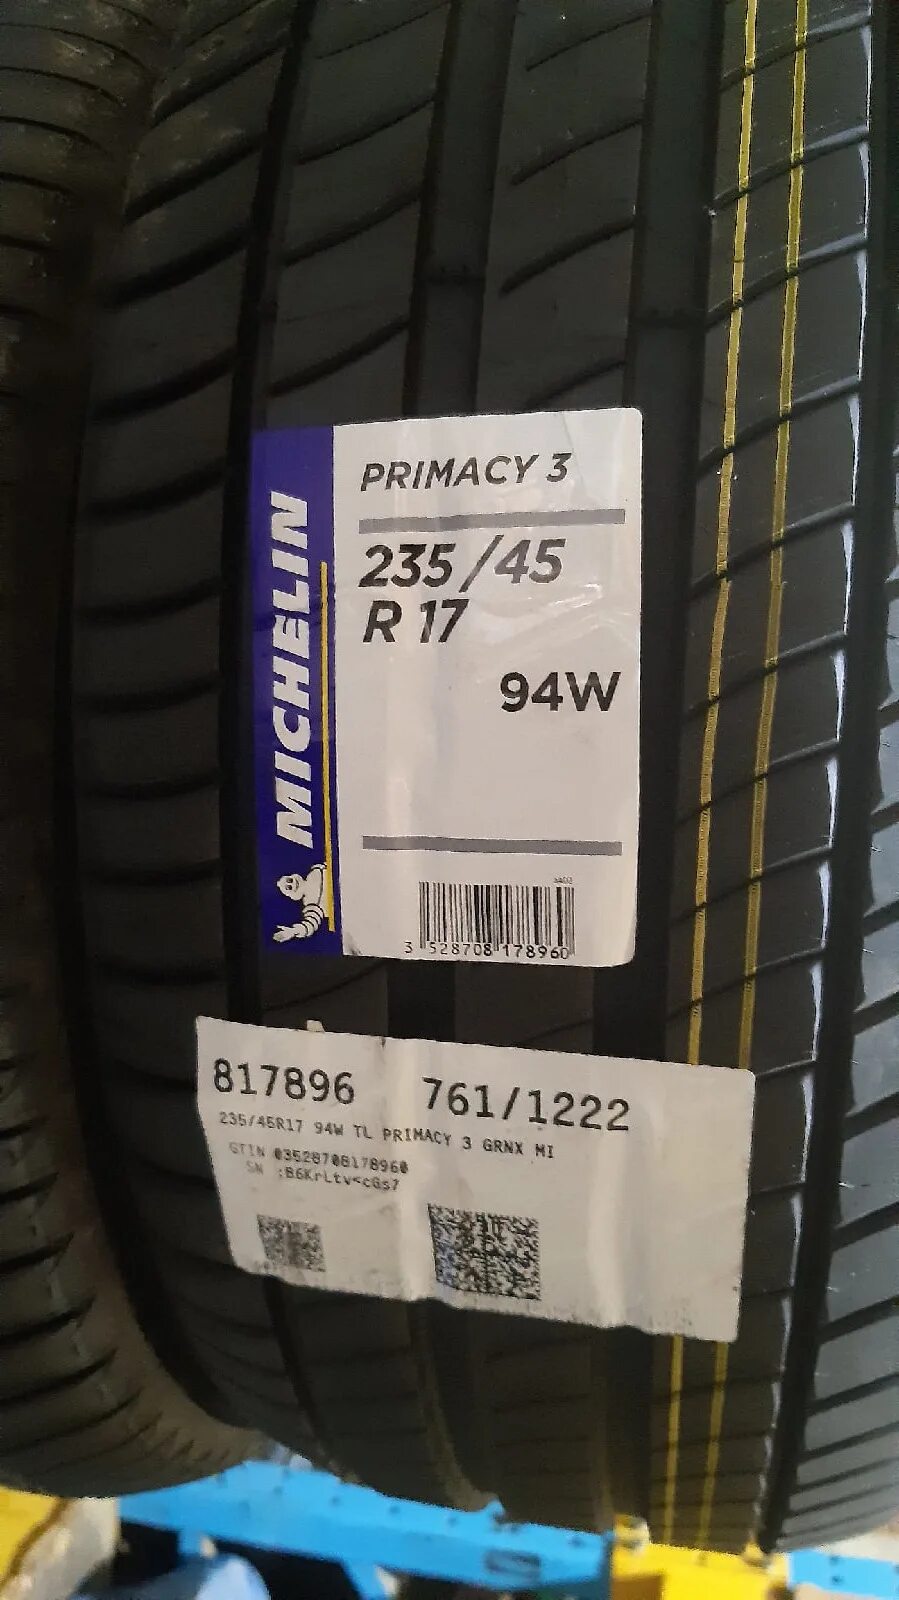 MICHELIN
PRIMACY 3
235/45
R 17
94W
3 528708 178960
817896 761/1222
235/45R17 94W TL PRIMACY 3 GRNX MI
GTIN 03528708178960
SN :B6KrLtv<cGs7